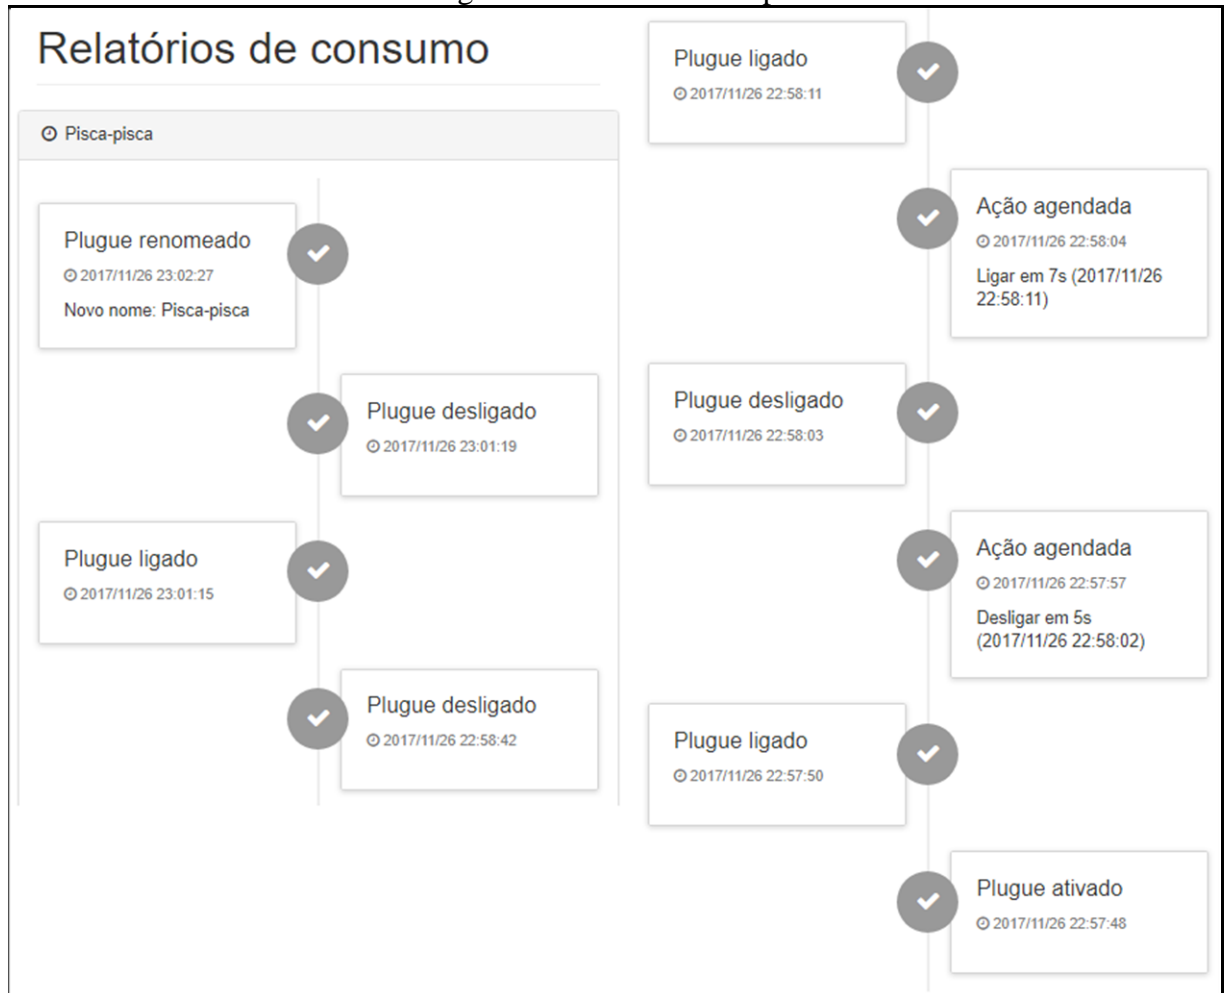 Relatórios de consumo
Pisca-pisca
Plugue renomeado
2017/11/26 23:02:27
Novo nome: Pisca-pisca
Plugue desligado
2017/11/26 23:01:19
Plugue ligado
2017/11/26 23:01:15
Plugue desligado
2017/11/26 22:58:42
Plugue ligado
2017/11/26 22:58:11
Ação agendada
2017/11/26 22:58:04
Ligar em 7s (2017/11/26
22:58:11)
Plugue desligado
2017/11/26 22:58:03
Ação agendada
2017/11/26 22:57:57
Desligar em 5s
(2017/11/26 22:58:02)
Plugue ligado
2017/11/26 22:57:50
Plugue ativado
2017/11/26 22:57:48